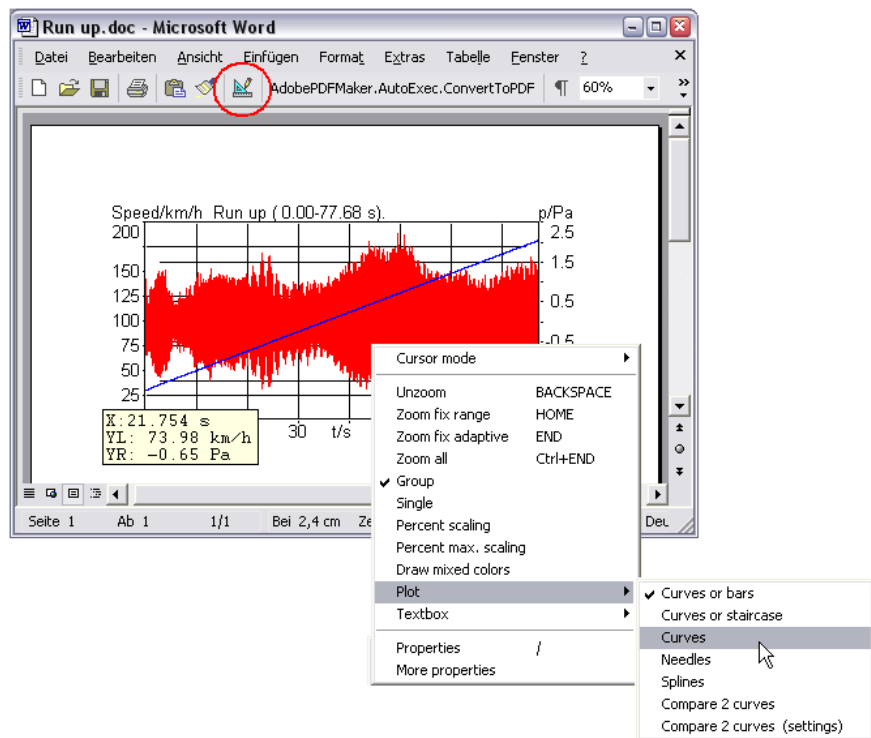 Run up.doc - Microsoft Word
Datei Bearbeiten Ansicht Einfügen Format Extras Tabelle Fenster ?
AdobePDFMaker.AutoExec.ConvertToPDF ¶ 60%
Speed/km/h Run up ( 0.00-77.68 s). p/Pa
200 2.5
150 1.5
125 0.5
100
75 -0.5
50
25
X:21.754 s
YL: 73.98 km/h
YR: -0.65 Pa
30 t/s
Seite 1 Ab 1 1/1 Bei 2,4 cm Ze
Cursor mode
Unzoom BACKSPACE
Zoom fix range HOME
Zoom fix adaptive END
Zoom all Ctrl+END
Group
Single
Percent scaling
Percent max. scaling
Draw mixed colors
Plot
Textbox
Properties /
More properties
Curves or bars
Curves or staircase
Curves
Needles
Splines
Compare 2 curves
Compare 2 curves (settings)